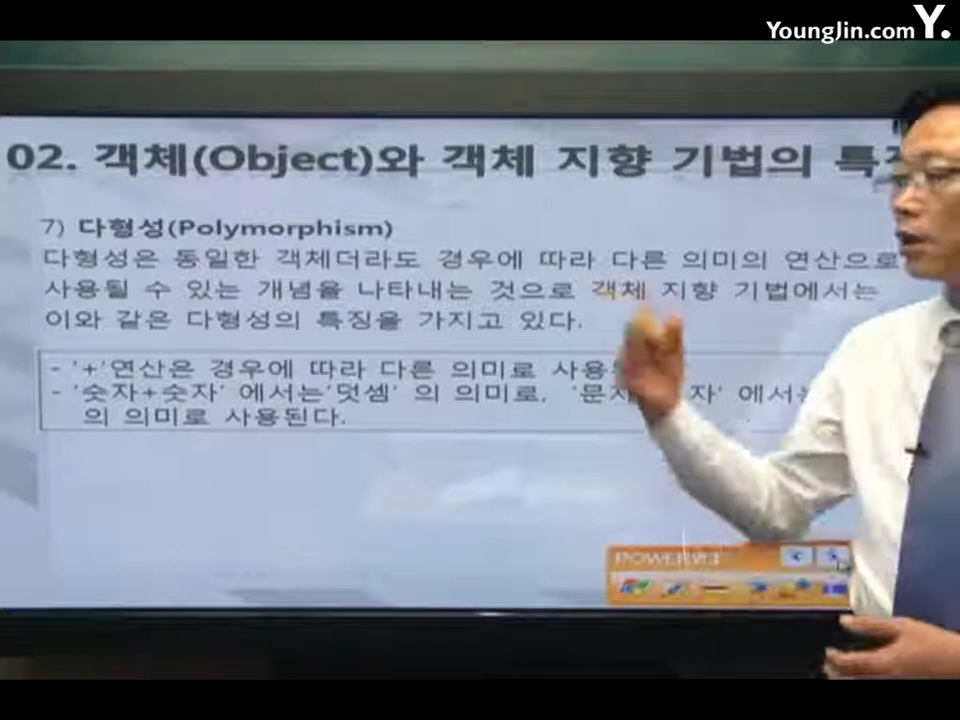 YoungJin.com Y.
02. 객체(Object)와 객체 지향 기법의
7) 다형성(Polymorphism)
다형성은 동일한 객체더라도 경우에 따라 다른 의미의 연산으로
사용될 수 있는 개념을 나타내는 것으로 객체 지향 기법에서는
이와 같은 다형성의 특징을 가지고 있다.
- '+'연산은 경우에 따라 다른 의미로
- '숫자+숫자' 에서는'덧셈' 의 의미로,
의 의미로 사용된다.